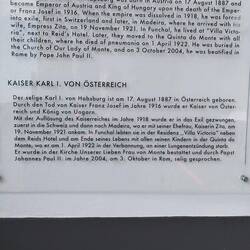 became Emperor of Austria and King of Hungary upon the death of the Emperor
Franz Josef in 1916. When the empire was dissolved in 1918, he was forced
into exile, first in Switzerland and later, in Madeira, where he arrived with his
wife, Empress Zita, on 19. November 1921. In Funchal, he lived at "Villa Victo-
ria", next to Reid's Hotel. Later, they moved to the Quinta do Monte with all
their children, where he died of pneumonia on 1 April 1922. He was buried in
the Church of Our Lady of Monte, and on 3 October 2004, he was beatified in
Rome by Pope John Paul II.
KAISER KARL I. VON ÖSTERREICH
Der selige Karl I. von Habsburg ist am 17. August 1887 in Österreich geboren.
Durch den Tod von Kaiser Franz Josef im Jahre 1916 wurde er Kaiser von Öster-
reich und König von Ungarn.
Mit der Auflösung des Kaiserreiches im Jahre 1918 wurde er in das Exil gezwungen,
zuerst in die Schweiz und dann nach Madeira, wo er mit seiner Ehefrau, Kaiserin Zita, am
19. November 1921 ankam. In Funchal lebte er in der Residenz „Villa Victoria" neben
dem Reids Hotel und am Ende seines Lebens mit allen seinen Kindern in der Quinta do
Monte, wo er am 1. April 1922 in der Verbannung, an einer Lungenentzündung starb.
Er wurde in der Kirche Unserer Lieben Frau von Monte bestattet und durch Papst
Johannes Paul II. im Jahre 2004, am 3. Oktober in Rom, selig gesprochen.